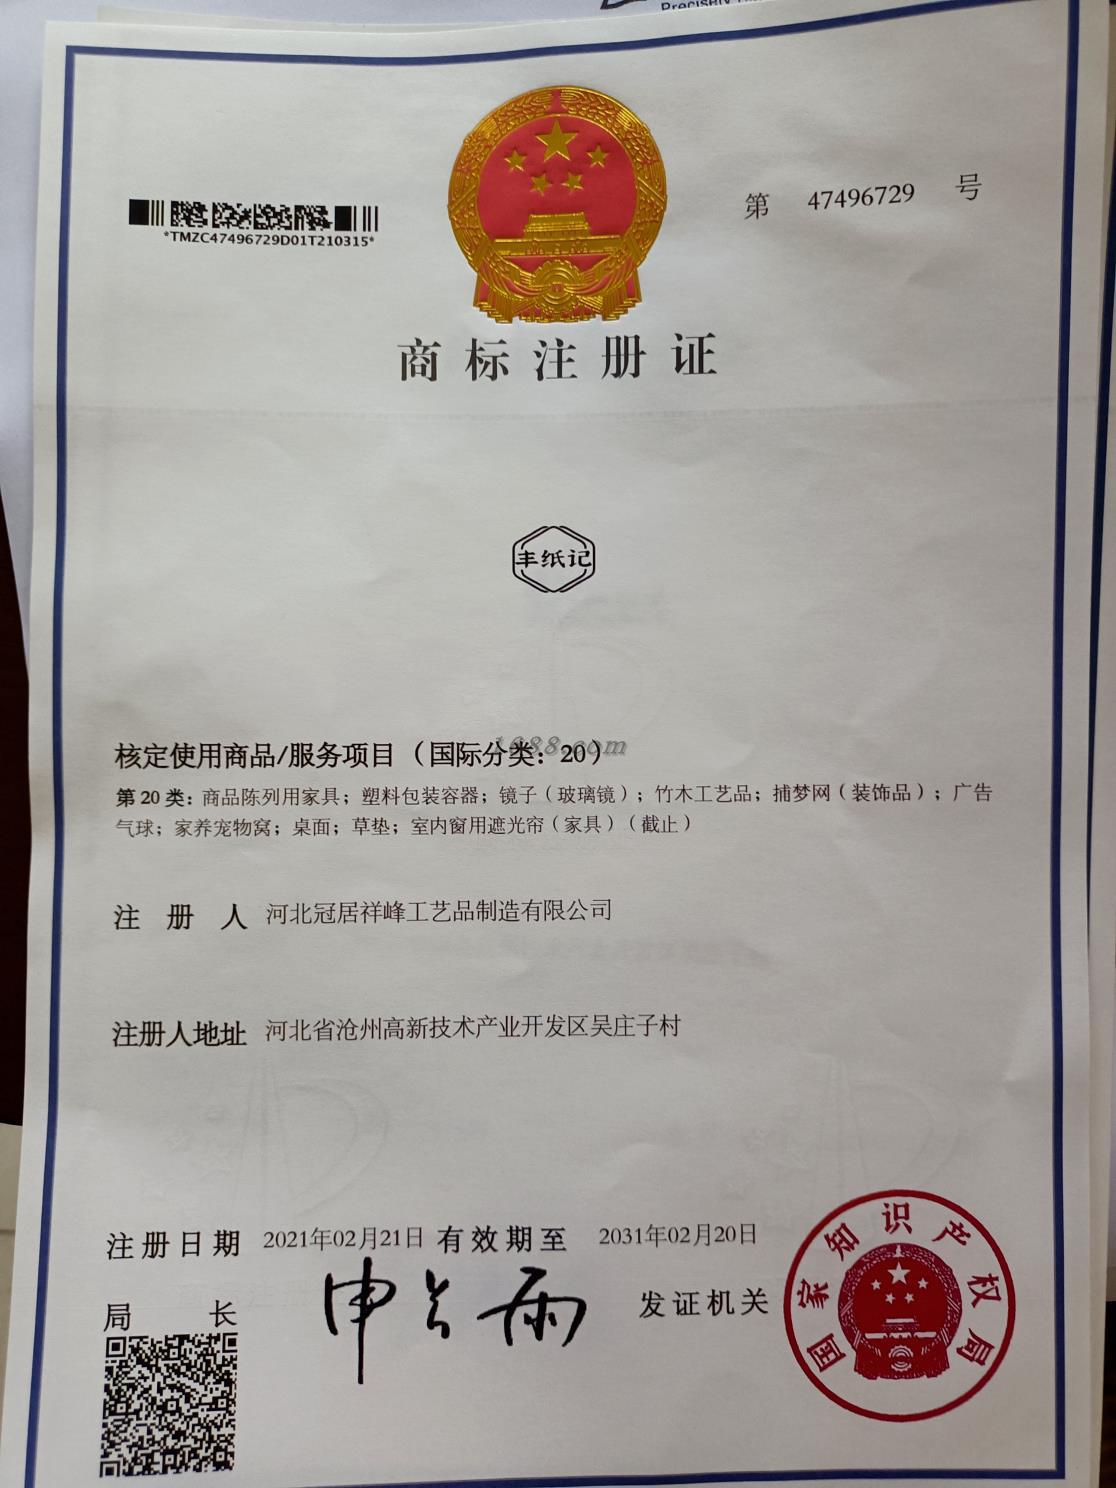 第 47496729 号
*TMZC47496729D01T210315*
商标注册证
丰纸记
核定使用商品/服务项目（国际分类：20）
1688.com
第 20 类：商品陈列用家具；塑料包装容器；镜子（玻璃镜）；竹木工艺品；捕梦网（装饰品）；广告
气球；家养宠物窝；桌面；草垫；室内窗用遮光帘（家具）（截止）
注 册 人 河北冠居祥峰工艺品制造有限公司
注册人地址 河北省沧州高新技术产业开发区吴庄子村
注册日期 2021年02月21日 有效期至 2031年02月20日
局 长 申长雨 发证机关
国家知识产权局